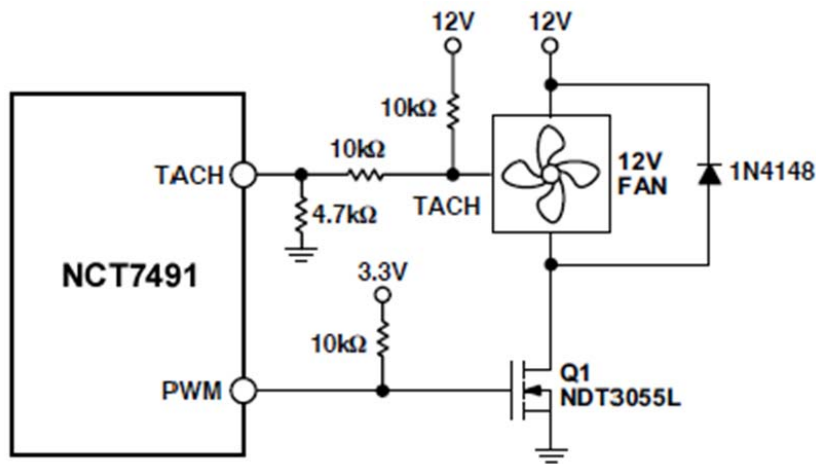 12V
12V
10kΩ
10kΩ
TACH
12V
FAN
1N4148
4.7kΩ
TACH
NCT7491
3.3V
10kΩ
PWM
Q1
NDT3055L